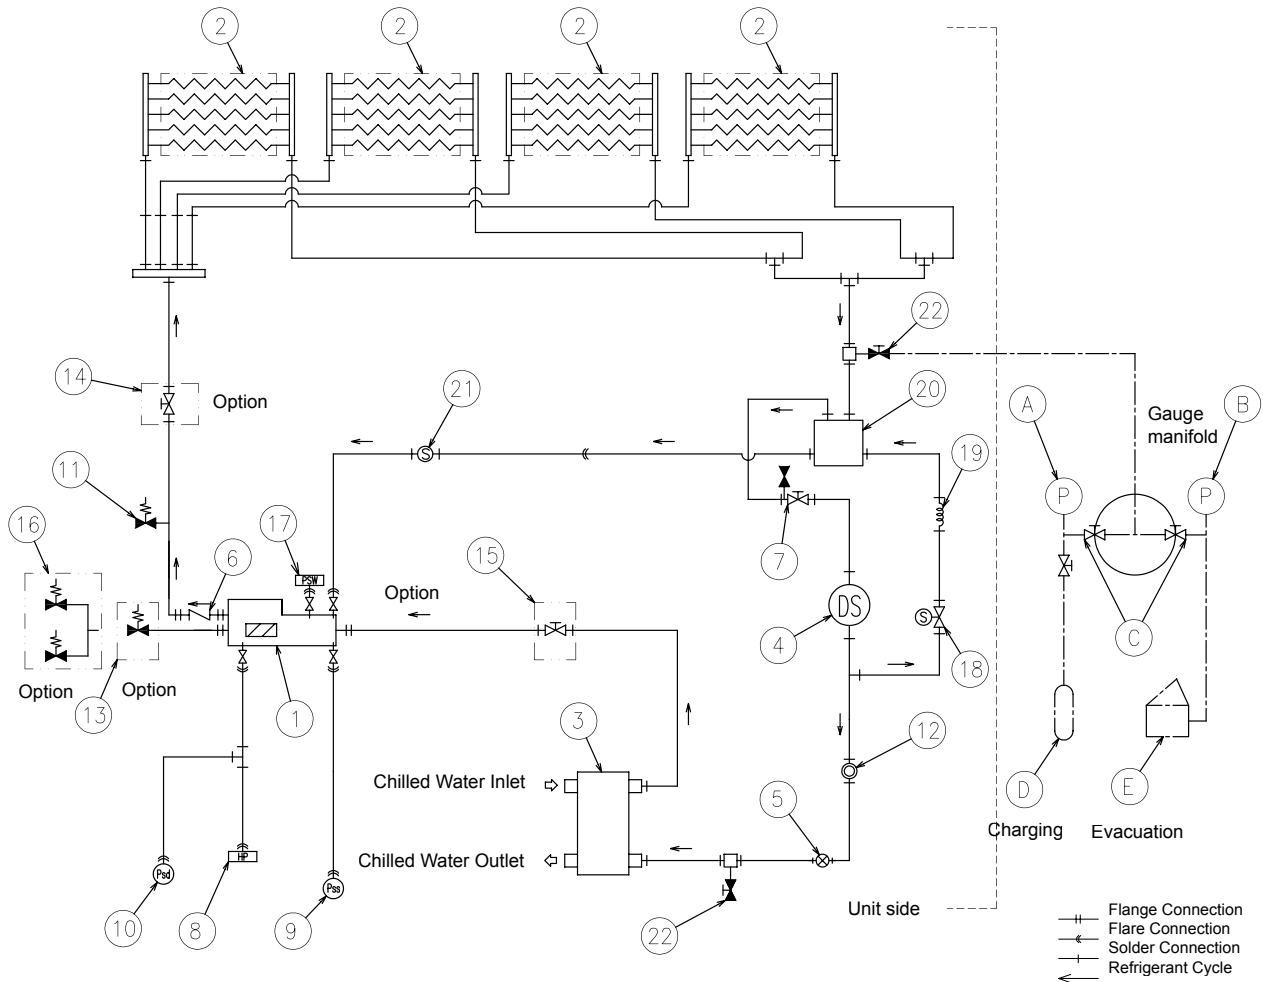 2
2
2
2
22
14
Option
21
20
A
B
Gauge
manifold
19
P
P
11
16
17
6
PSW
15
7
Option
DS
S
S
4
18
C
Option
13
Option
1
3
12
Chilled Water Inlet
5
D
E
Charging
Evacuation
Chilled Water Outlet
HP
Psd
Pss
10
8
9
22
Unit side
Flange Connection
Flare Connection
Solder Connection
Refrigerant Cycle